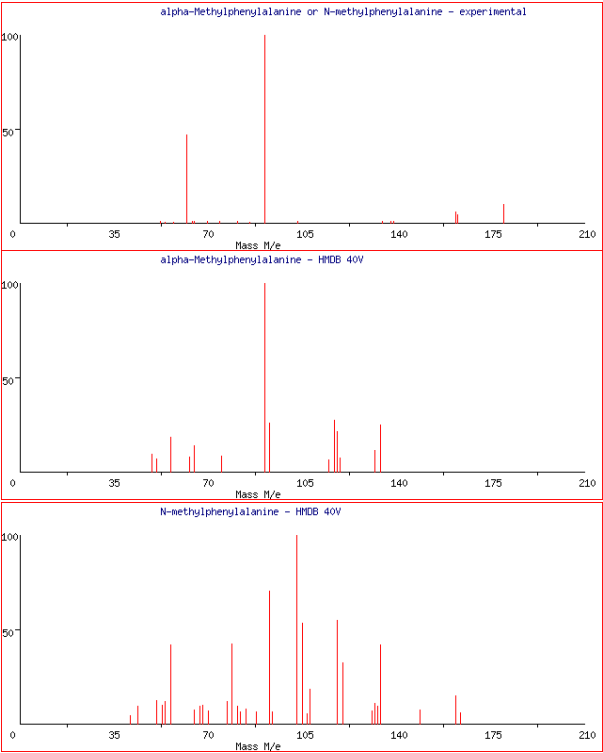 alpha-Methylphenylalanine or N-methylphenylalanine - experimental
100
50
0 35 70 105 140 175 210
Mass M/e
alpha-Methylphenylalanine - HMDB 40V
100
50
0 35 70 105 140 175 210
Mass M/e
N-methylphenylalanine - HMDB 40V
100
50
0 35 70 105 140 175 210
Mass M/e